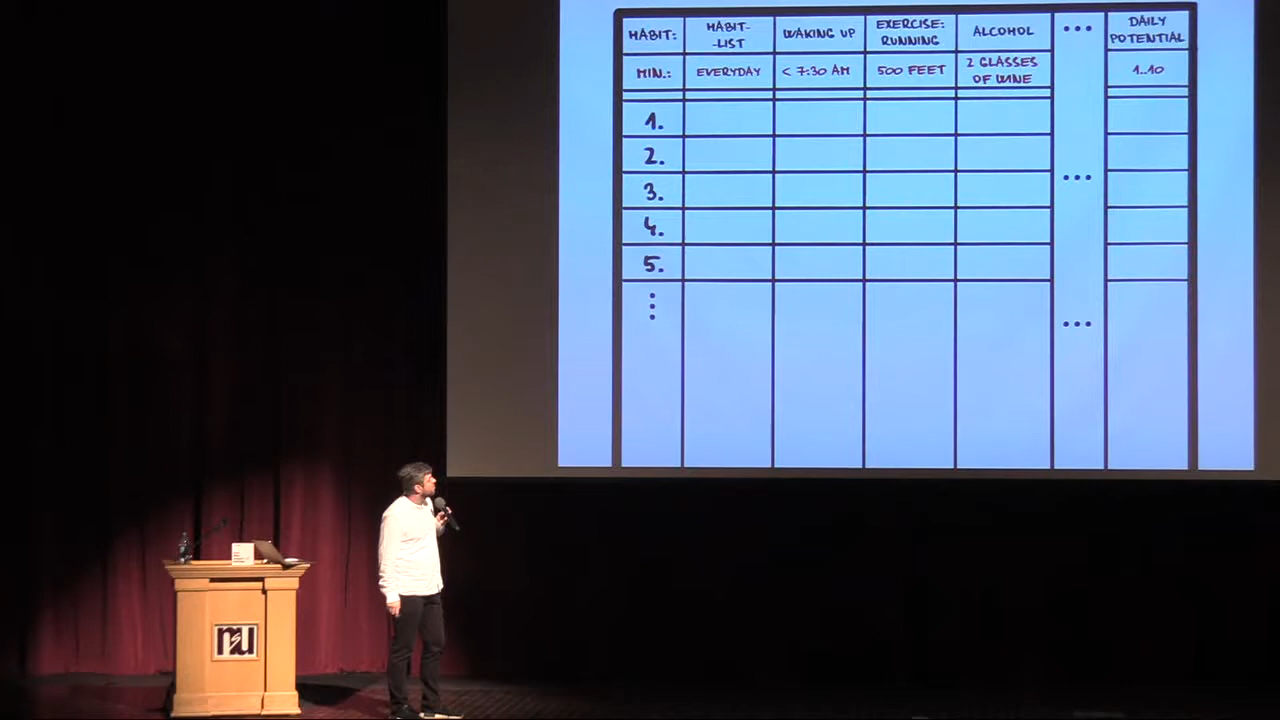 HABIT:
HABIT-
-LIST
WAKING UP
EXERCISE:
RUNNING
ALCOHOL
...
DAILY
POTENTIAL
MIN.:
EVERYDAY
< 7:30 AM
500 FEET
2 GLASSES
OF WINE
1..10
1.
2.
3.
...
4.
5.
...
nsu